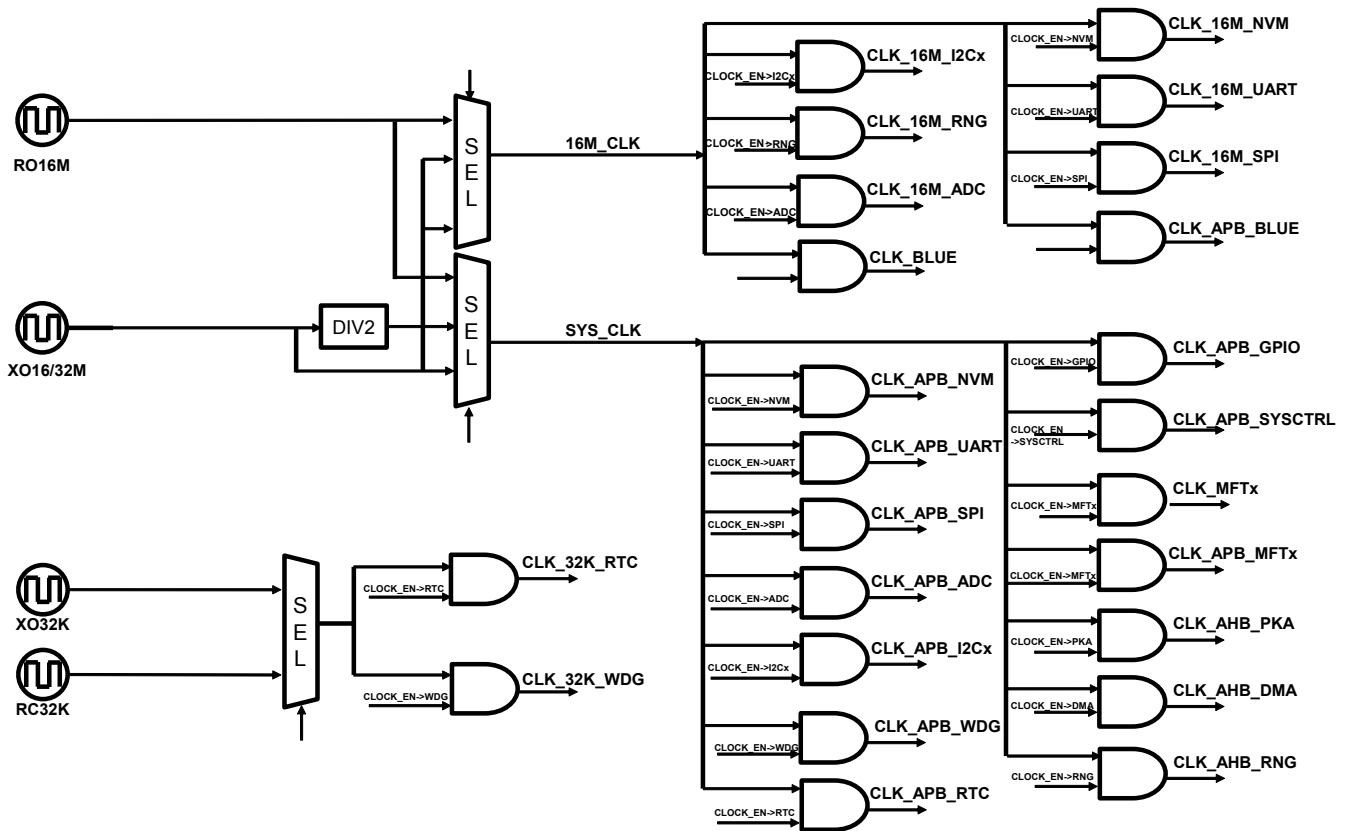 RO16M
XO16/32M
XO32K
RC32K
SEL
SEL
SEL
DIV2
16M_CLK
SYS_CLK
CLOCK_EN->I2Cx
CLK_16M_I2Cx
CLOCK_EN->RNG
CLK_16M_RNG
CLOCK_EN->ADC
CLK_16M_ADC
CLK_BLUE
CLOCK_EN->NVM
CLK_16M_NVM
CLOCK_EN->UART
CLK_16M_UART
CLOCK_EN->SPI
CLK_16M_SPI
CLK_APB_BLUE
CLOCK_EN->NVM
CLK_APB_NVM
CLOCK_EN->UART
CLK_APB_UART
CLOCK_EN->SPI
CLK_APB_SPI
CLOCK_EN->ADC
CLK_APB_ADC
CLOCK_EN->I2Cx
CLK_APB_I2Cx
CLOCK_EN->WDG
CLK_APB_WDG
CLOCK_EN->RTC
CLK_APB_RTC
CLOCK_EN->GPIO
CLK_APB_GPIO
CLOCK_EN
->SYSCTRL
CLK_APB_SYSCTRL
CLOCK_EN->MFTx
CLK_MFTx
CLOCK_EN->MFTx
CLK_APB_MFTx
CLOCK_EN->PKA
CLK_AHB_PKA
CLOCK_EN->DMA
CLK_AHB_DMA
CLOCK_EN->RNG
CLK_AHB_RNG
CLOCK_EN->RTC
CLK_32K_RTC
CLOCK_EN->WDG
CLK_32K_WDG